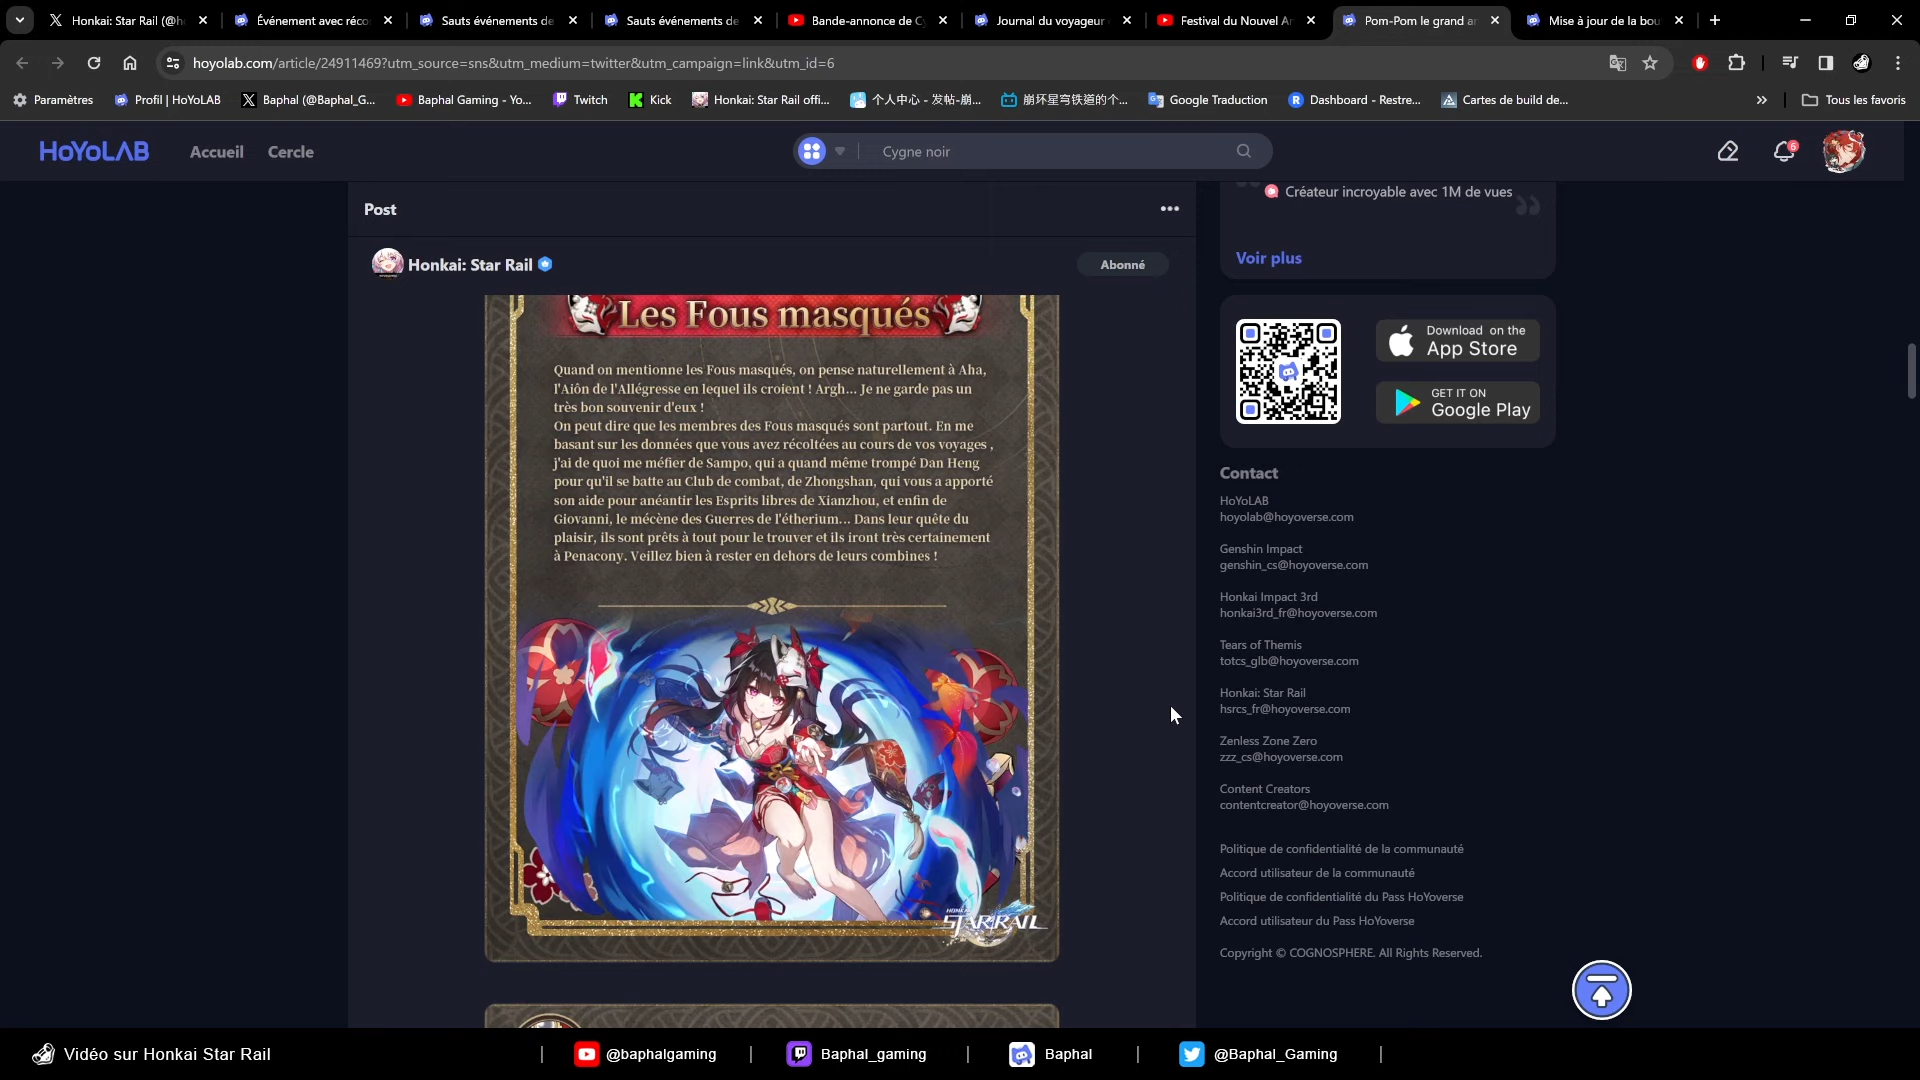 Honkai: Star Rail (@h
Événement avec réco
Sauts événements de
Sauts événements de
Bande-annonce de C
Journal du voyageur
Festival du Nouvel A
Pom-Pom le grand a
Mise à jour de la bou
hoyolab.com/article/24911469?utm_source=sns&utm_medium=twitter&utm_campaign=link&utm_id=6
Paramètres
Profil | HoYoLAB
Baphal (@Baphal_G...
Baphal Gaming - Yo...
Twitch
Kick
Honkai: Star Rail offi...
个人中心 - 发帖-崩...
崩坏星穹铁道的个...
Google Traduction
Dashboard - Restre...
Cartes de build de...
Tous les favoris
HoYoLAB
Accueil
Cercle
Cygne noir
6
Post
Créateur incroyable avec 1M de vues
Voir plus
Honkai: Star Rail
Abonné
Les Fous masqués
Quand on mentionne les Fous masqués, on pense naturellement à Aha,
l'Aiôn de l'Allégresse en lequel ils croient ! Argh... Je ne garde pas un
très bon souvenir d'eux !
On peut dire que les membres des Fous masqués sont partout. En me
basant sur les données que vous avez récoltées au cours de vos voyages ,
j'ai de quoi me méfier de Sampo, qui a quand même trompé Dan Heng
pour qu'il se batte au Club de combat, de Zhongshan, qui vous a apporté
son aide pour anéantir les Esprits libres de Xianzhou, et enfin de
Giovanni, le mécène des Guerres de l'étherium... Dans leur quête du
plaisir, ils sont prêts à tout pour le trouver et ils iront très certainement
à Penacony. Veillez bien à rester en dehors de leurs combines !
HONKAI
STAR RAIL
Download on the
App Store
GET IT ON
Google Play
Contact
HoYoLAB
hoyolab@hoyoverse.com
Genshin Impact
genshin_cs@hoyoverse.com
Honkai Impact 3rd
honkai3rd_fr@hoyoverse.com
Tears of Themis
totcs_glb@hoyoverse.com
Honkai: Star Rail
hsrcs_fr@hoyoverse.com
Zenless Zone Zero
zzz_cs@hoyoverse.com
Content Creators
contentcreator@hoyoverse.com
Politique de confidentialité de la communauté
Accord utilisateur de la communauté
Politique de confidentialité du Pass HoYoverse
Accord utilisateur du Pass HoYoverse
Copyright © COGNOSPHERE. All Rights Reserved.
Vidéo sur Honkai Star Rail
@baphalgaming
Baphal_gaming
Baphal
@Baphal_Gaming